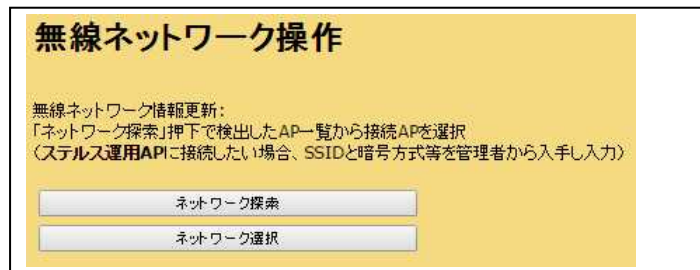 無線ネットワーク操作
無線ネットワーク情報更新:
「ネットワーク探索」押下で検出したAP一覧から接続APを選択
（ステルス運用APに接続したい場合、SSIDと暗号方式等を管理者から入手し入力）
ネットワーク探索
ネットワーク選択